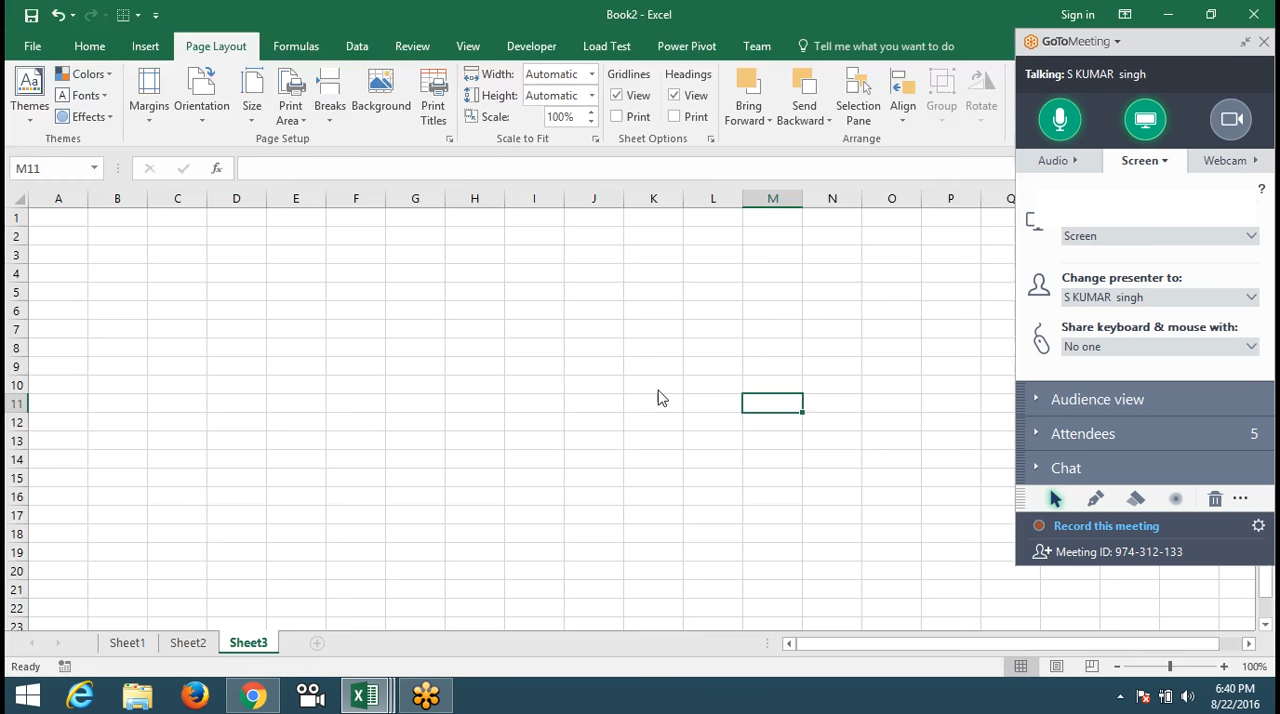 Book2 - Excel
Sign in
File Home Insert Page Layout Formulas Data Review View Developer Load Test Power Pivot Team Tell me what you want to do
Aa
Themes
Colors
Fonts
Effects
Margins
Orientation
Size
Print Area
Breaks
Background
Print Titles
Width: Automatic
Height: Automatic
Scale: 100%
Gridlines
View
Print
Headings
View
Print
Bring Forward
Send Backward
Selection Pane
Align
Group
Rotate
Themes Page Setup Scale to Fit Sheet Options Arrange
M11
fx
A B C D E F G H I J K L M N O P Q
1
2
3
4
5
6
7
8
9
10
11
12
13
14
15
16
17
18
19
20
21
22
23
Sheet1 Sheet2 Sheet3
Ready
100%
GoToMeeting
Talking: S KUMAR singh
Audio Screen Webcam
?
Screen
Change presenter to:
S KUMAR singh
Share keyboard & mouse with:
No one
Audience view
Attendees 5
Chat
Record this meeting
Meeting ID: 974-312-133
6:40 PM
8/22/2016